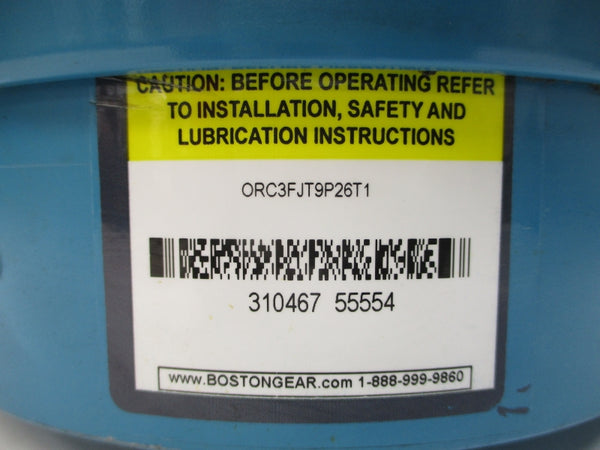 CAUTION: BEFORE OPERATING REFER
TO INSTALLATION, SAFETY AND
LUBRICATION INSTRUCTIONS
ORC3FJT9P26T1
310467 55554
www.BOSTONGEAR.com 1-888-999-9860